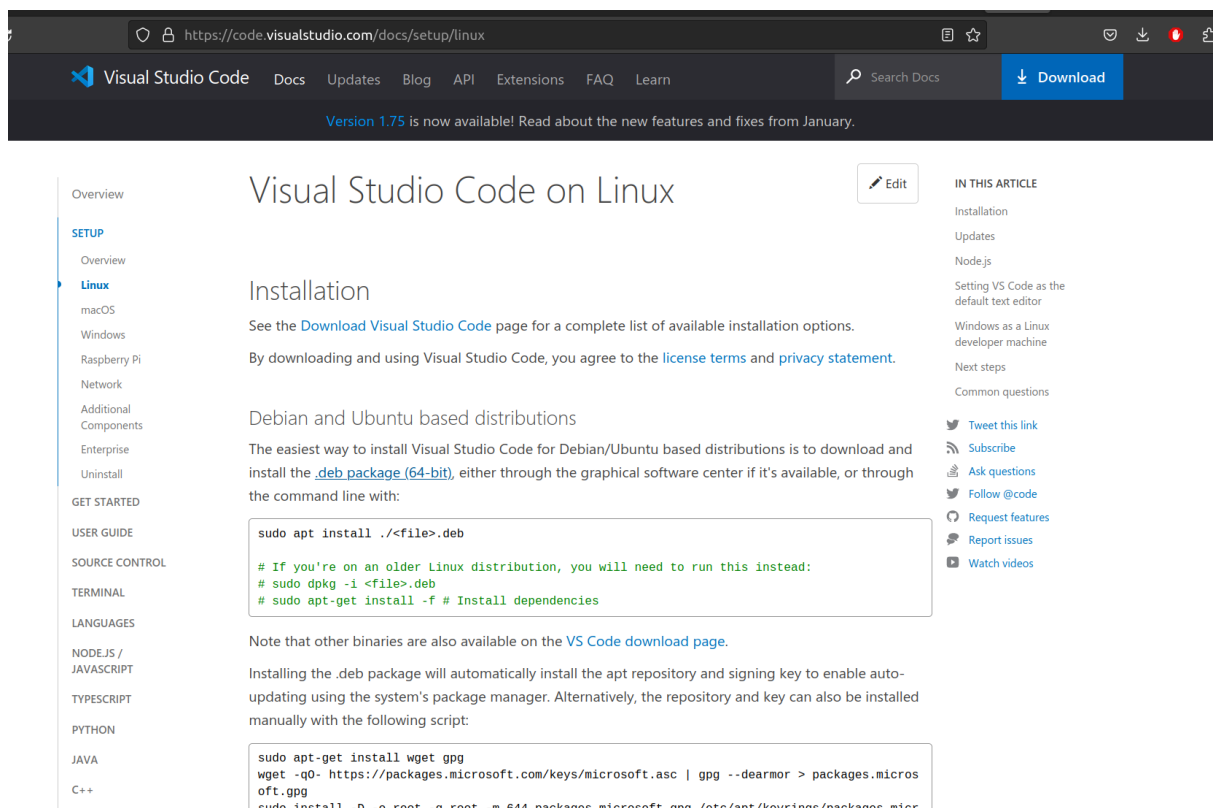 https://code.visualstudio.com/docs/setup/linux
Visual Studio Code Docs Updates Blog API Extensions FAQ Learn Search Docs Download
Version 1.75 is now available! Read about the new features and fixes from January.
Overview
SETUP
Overview
Linux
macOS
Windows
Raspberry Pi
Network
Additional
Components
Enterprise
Uninstall
GET STARTED
USER GUIDE
SOURCE CONTROL
TERMINAL
LANGUAGES
NODE.JS /
JAVASCRIPT
TYPESCRIPT
PYTHON
JAVA
C++
Visual Studio Code on Linux
Edit
Installation
See the Download Visual Studio Code page for a complete list of available installation options.
By downloading and using Visual Studio Code, you agree to the license terms and privacy statement.
Debian and Ubuntu based distributions
The easiest way to install Visual Studio Code for Debian/Ubuntu based distributions is to download and
install the .deb package (64-bit), either through the graphical software center if it's available, or through
the command line with:
sudo apt install ./<file>.deb
# If you're on an older Linux distribution, you will need to run this instead:
# sudo dpkg -i <file>.deb
# sudo apt-get install -f # Install dependencies
Note that other binaries are also available on the VS Code download page.
Installing the .deb package will automatically install the apt repository and signing key to enable auto-
updating using the system's package manager. Alternatively, the repository and key can also be installed
manually with the following script:
sudo apt-get install wget gpg
wget -qO- https://packages.microsoft.com/keys/microsoft.asc | gpg --dearmor > packages.micros
oft.gpg
sudo install -D -o root -g root -m 644 packages.microsoft.gpg /etc/apt/keyrings/packages.micr
IN THIS ARTICLE
Installation
Updates
Node.js
Setting VS Code as the
default text editor
Windows as a Linux
developer machine
Next steps
Common questions
Tweet this link
Subscribe
Ask questions
Follow @code
Request features
Report issues
Watch videos